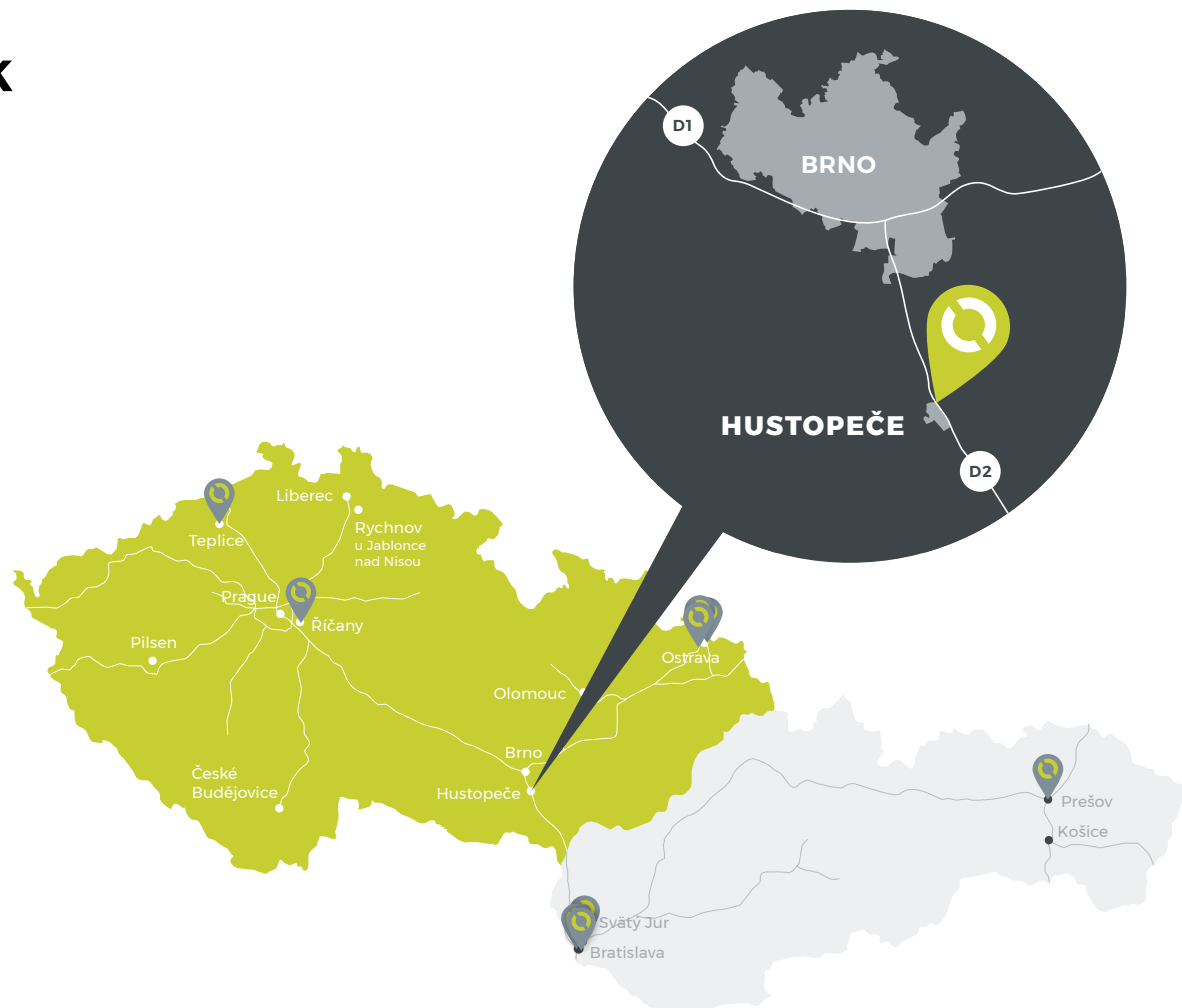 K
D1
BRNO
HUSTOPEČE
D2
Liberec
Rychnov
u Jablonce
nad Nisou
Teplice
Prague
Říčany
Pilsen
Ostrava
Olomouc
Brno
České
Budějovice
Hustopeče
Prešov
Košice
Svätý Jur
Bratislava